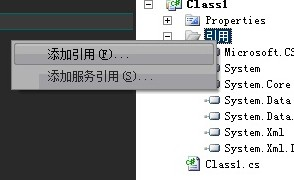 Class1
Properties
引用
添加引用(F)...
添加服务引用(S)...
Microsoft.CS
System
System.Core
System.Data
System.Data.
System.Xml
System.Xml.L
Class1.cs